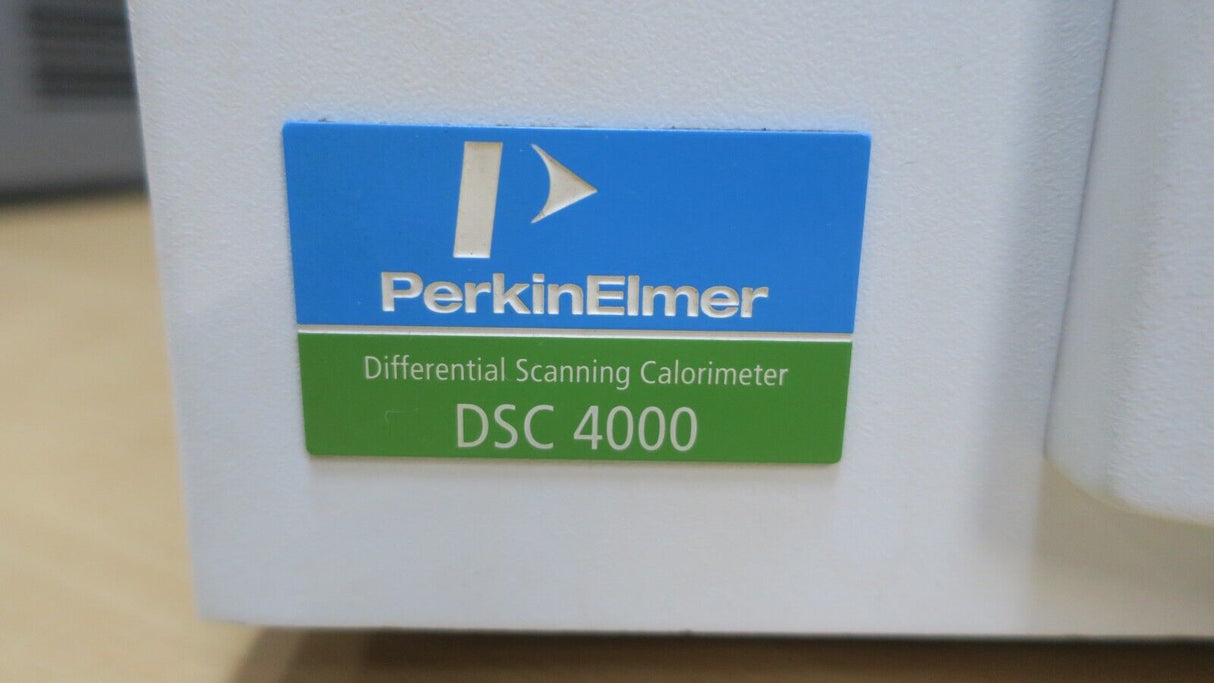 PerkinElmer
Differential Scanning Calorimeter
DSC 4000